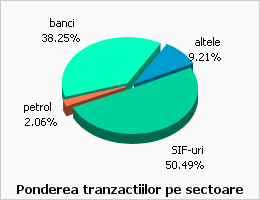 banci
38.25%
altele
9.21%
petrol
2.06%
SIF-uri
50.49%
Ponderea tranzactiilor pe sectoare